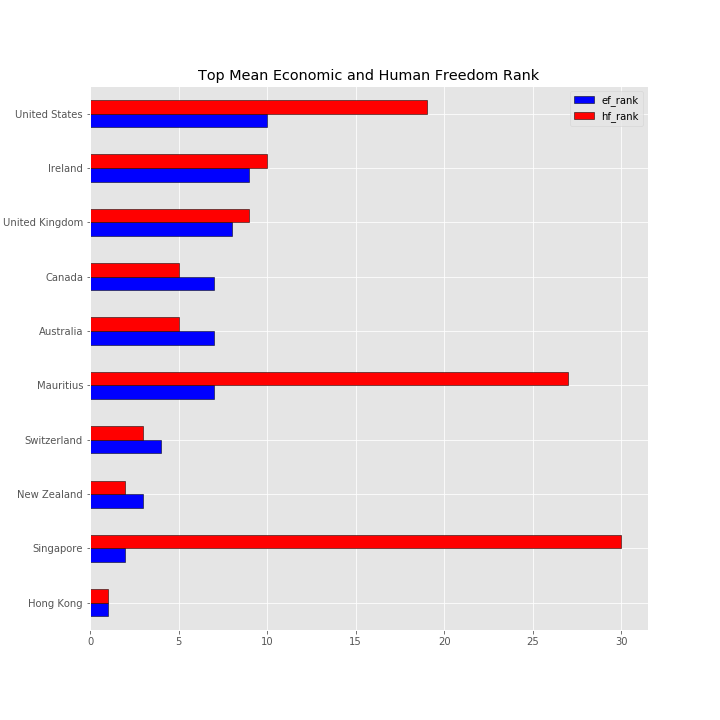 Top Mean Economic and Human Freedom Rank
ef_rank
hf_rank
United States
Ireland
United Kingdom
Canada
Australia
Mauritius
Switzerland
New Zealand
Singapore
Hong Kong
0 5 10 15 20 25 30